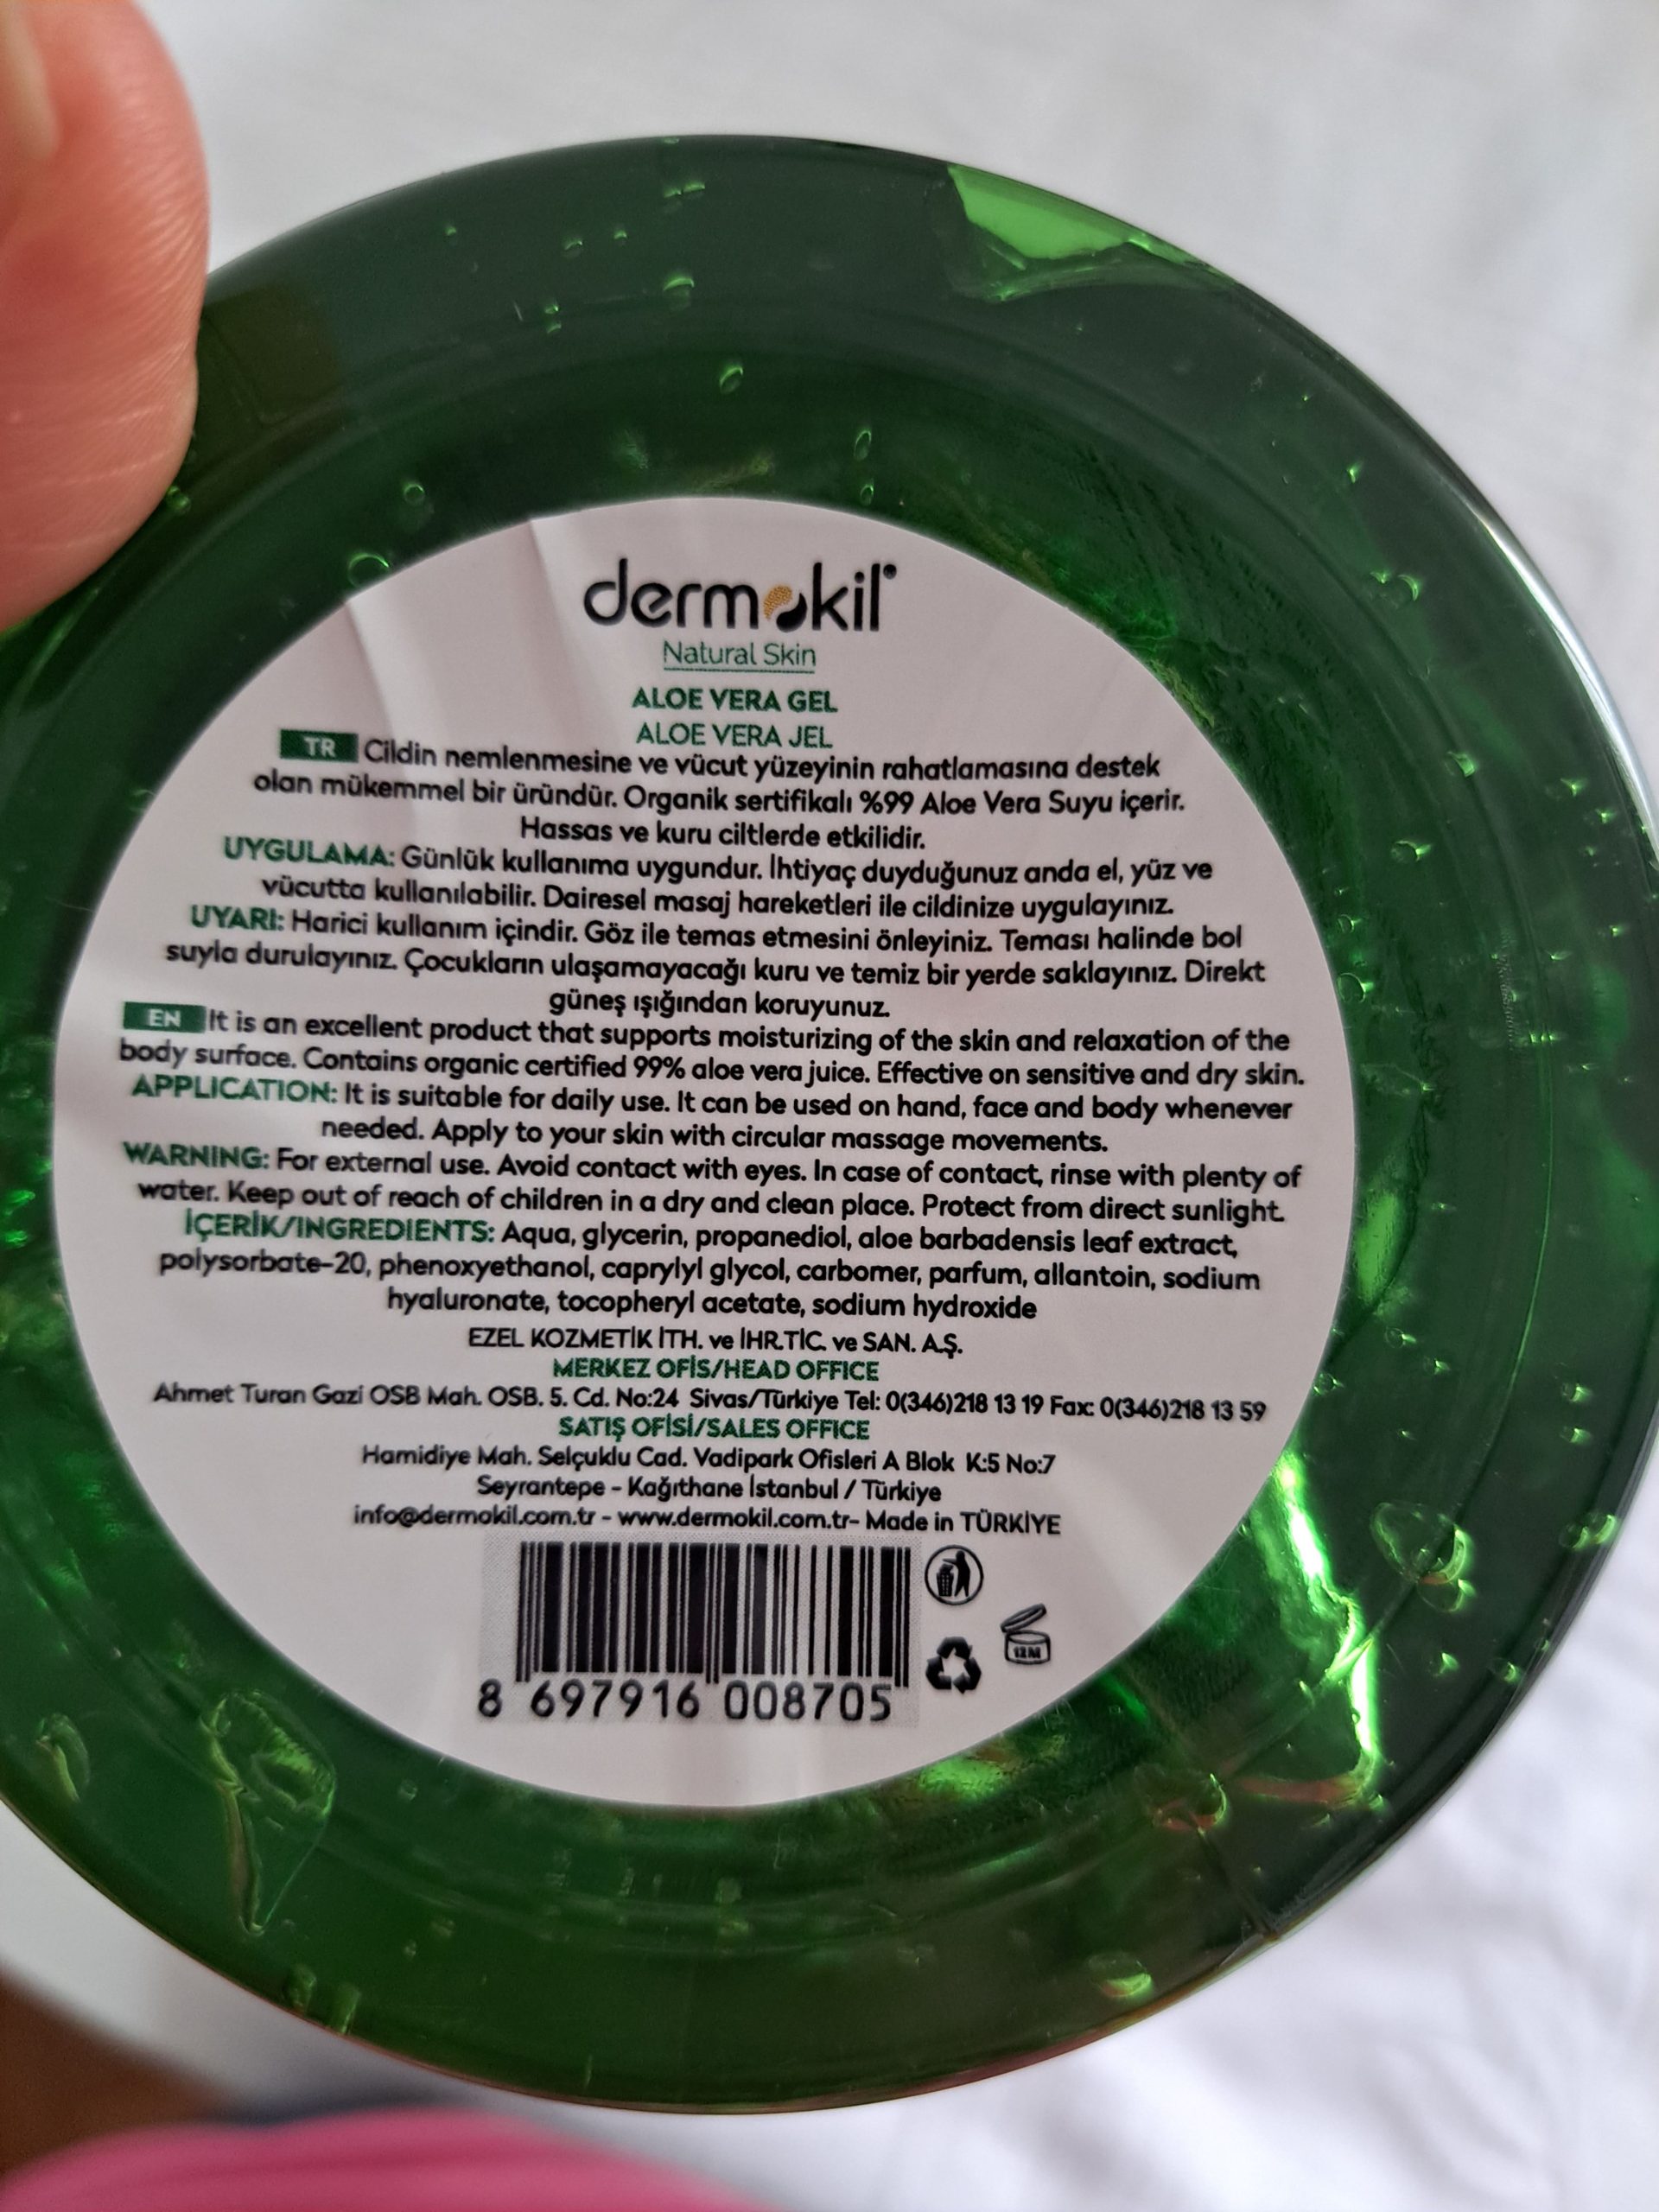 dermokil
Natural Skin
ALOE VERA GEL
ALOE VERA JEL
TR Cildin nemlenmesine ve vücut yüzeyinin rahatlamasına destek
olan mükemmel bir üründür. Organik sertifikalı %99 Aloe Vera Suyu içerir.
Hassas ve kuru ciltlerde etkilidir.
UYGULAMA: Günlük kullanıma uygundur. İhtiyaç duyduğunuz anda el, yüz ve
vücutta kullanılabilir. Dairesel masaj hareketleri ile cildinize uygulayınız.
UYARI: Harici kullanım içindir. Göz ile temas etmesini önleyiniz. Teması halinde bol
suyla durulayınız. Çocukların ulaşamayacağı kuru ve temiz bir yerde saklayınız. Direkt
güneş ışığından koruyunuz.
EN It is an excellent product that supports moisturizing of the skin and relaxation of the
body surface. Contains organic certified 99% aloe vera juice. Effective on sensitive and dry skin.
APPLICATION: It is suitable for daily use. It can be used on hand, face and body whenever
needed. Apply to your skin with circular massage movements.
WARNING: For external use. Avoid contact with eyes. In case of contact, rinse with plenty of
water. Keep out of reach of children in a dry and clean place. Protect from direct sunlight.
İÇERİK/INGREDIENTS: Aqua, glycerin, propanediol, aloe barbadensis leaf extract,
polysorbate-20, phenoxyethanol, caprylyl glycol, carbomer, parfum, allantoin, sodium
hyaluronate, tocopheryl acetate, sodium hydroxide
EZEL KOZMETİK İTH. ve İHR.TİC. ve SAN. A.Ş.
MERKEZ OFİS/HEAD OFFICE
Ahmet Turan Gazi OSB Mah. OSB. 5. Cd. No:24 Sivas/Türkiye Tel: 0(346)218 13 19 Fax: 0(346)218 13 59
SATIŞ OFİSİ/SALES OFFICE
Hamidiye Mah. Selçuklu Cad. Vadipark Ofisleri A Blok K:5 No:7
Seyrantepe - Kağıthane İstanbul / Türkiye
info@dermokil.com.tr - www.dermokil.com.tr- Made in TÜRKİYE
12M
8 697916 008705